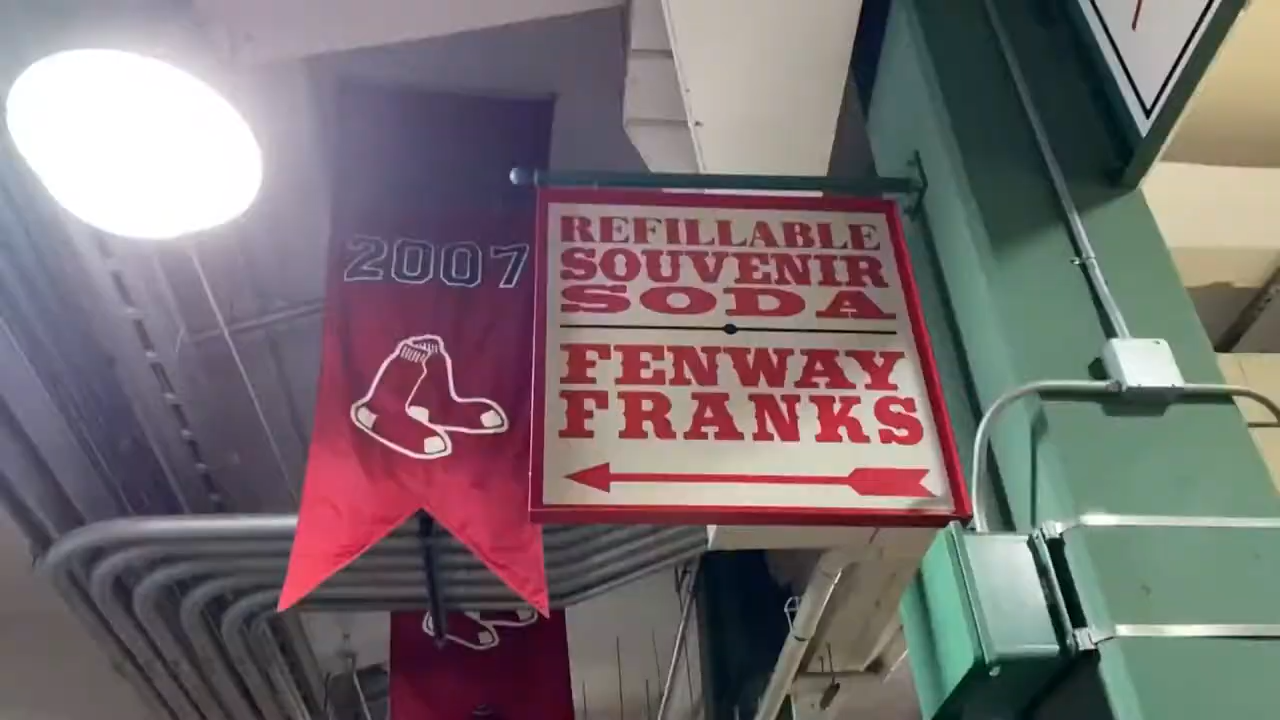 2007
REFILLABLE
SOUVENIR
SODA
FENWAY
FRANKS